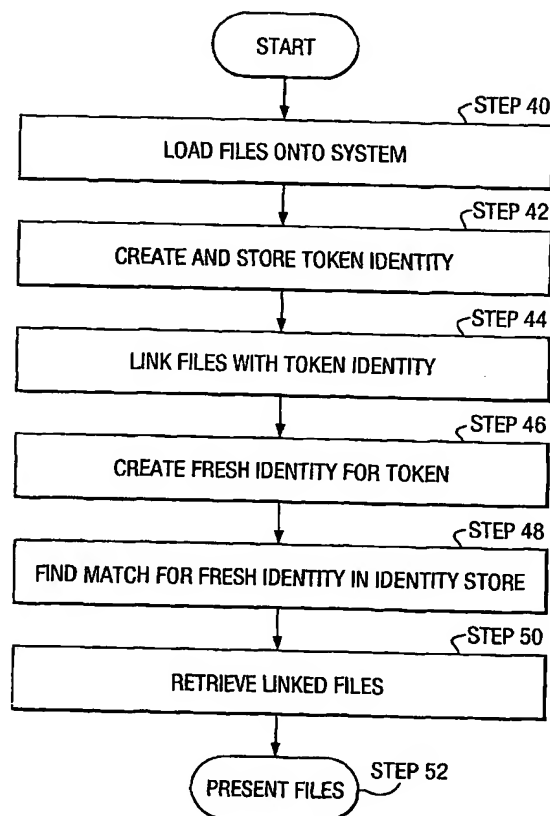 START
STEP 40
LOAD FILES ONTO SYSTEM
STEP 42
CREATE AND STORE TOKEN IDENTITY
STEP 44
LINK FILES WITH TOKEN IDENTITY
STEP 46
CREATE FRESH IDENTITY FOR TOKEN
STEP 48
FIND MATCH FOR FRESH IDENTITY IN IDENTITY STORE
STEP 50
RETRIEVE LINKED FILES
STEP 52
PRESENT FILES